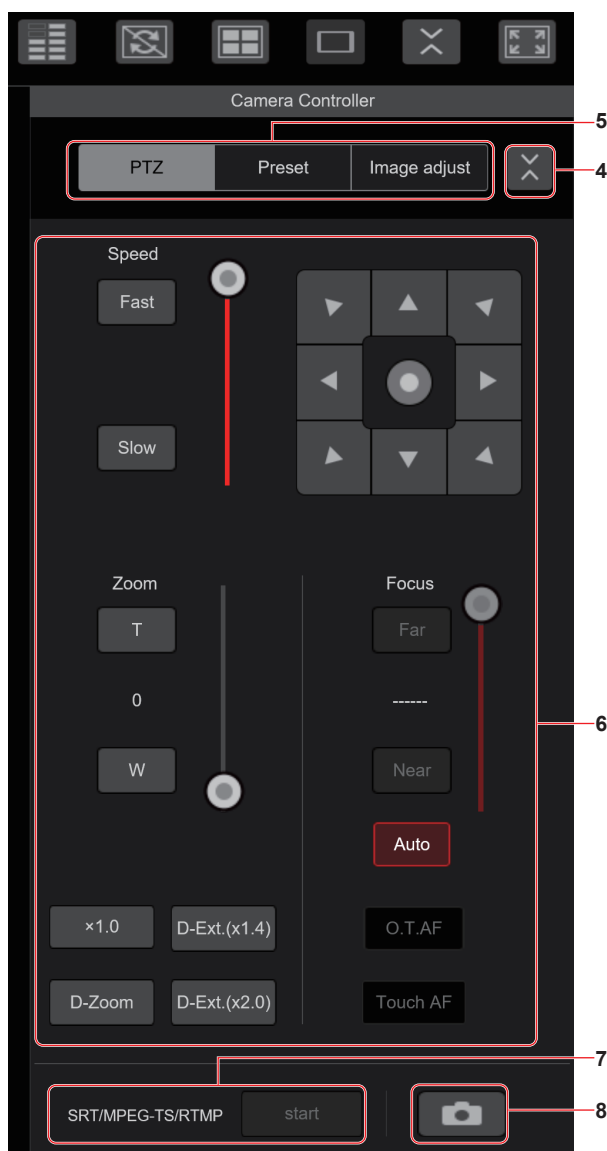 Camera Controller
5
PTZ Preset Image adjust
4
Speed
Fast
Slow
Zoom Focus
T Far
0 ------
6
W Near
Auto
×1.0 D-Ext.(x1.4) O.T.AF
D-Zoom D-Ext.(x2.0) Touch AF
7
SRT/MPEG-TS/RTMP start
8